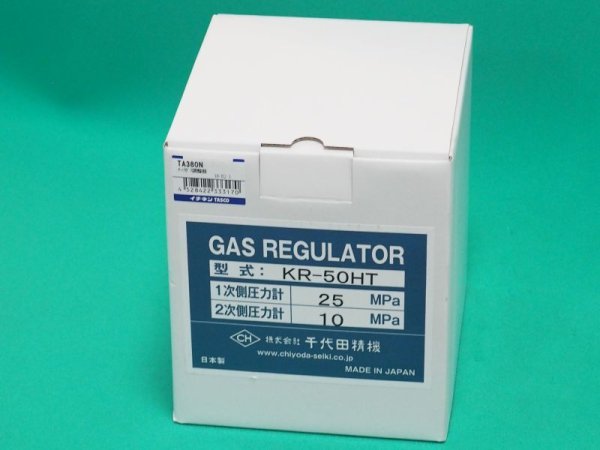 TA380N
4528422533170
イチネン TASCO
GAS REGULATOR
型式: KR-50HT
1次側圧力計 25 MPa
2次側圧力計 10 MPa
CH 株式会社 千代田精機
www.chiyoda-seiki.co.jp
日本製 MADE IN JAPAN